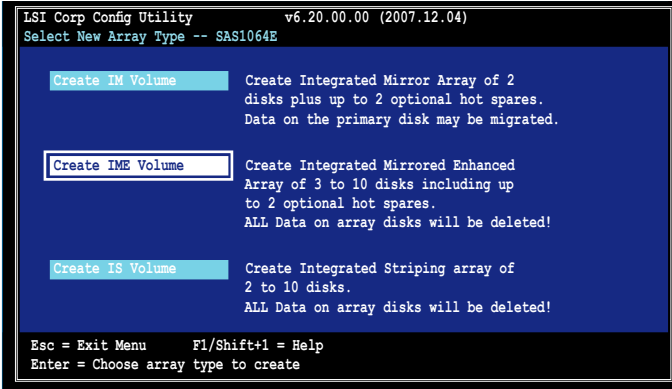 LSI Corp Config Utility v6.20.00.00 (2007.12.04)
Select New Array Type -- SAS1064E
Create IM Volume Create Integrated Mirror Array of 2
disks plus up to 2 optional hot spares.
Data on the primary disk may be migrated.
Create IME Volume Create Integrated Mirrored Enhanced
Array of 3 to 10 disks including up
to 2 optional hot spares.
ALL Data on array disks will be deleted!
Create IS Volume Create Integrated Striping array of
2 to 10 disks.
ALL Data on array disks will be deleted!
Esc = Exit Menu F1/Shift+1 = Help
Enter = Choose array type to create